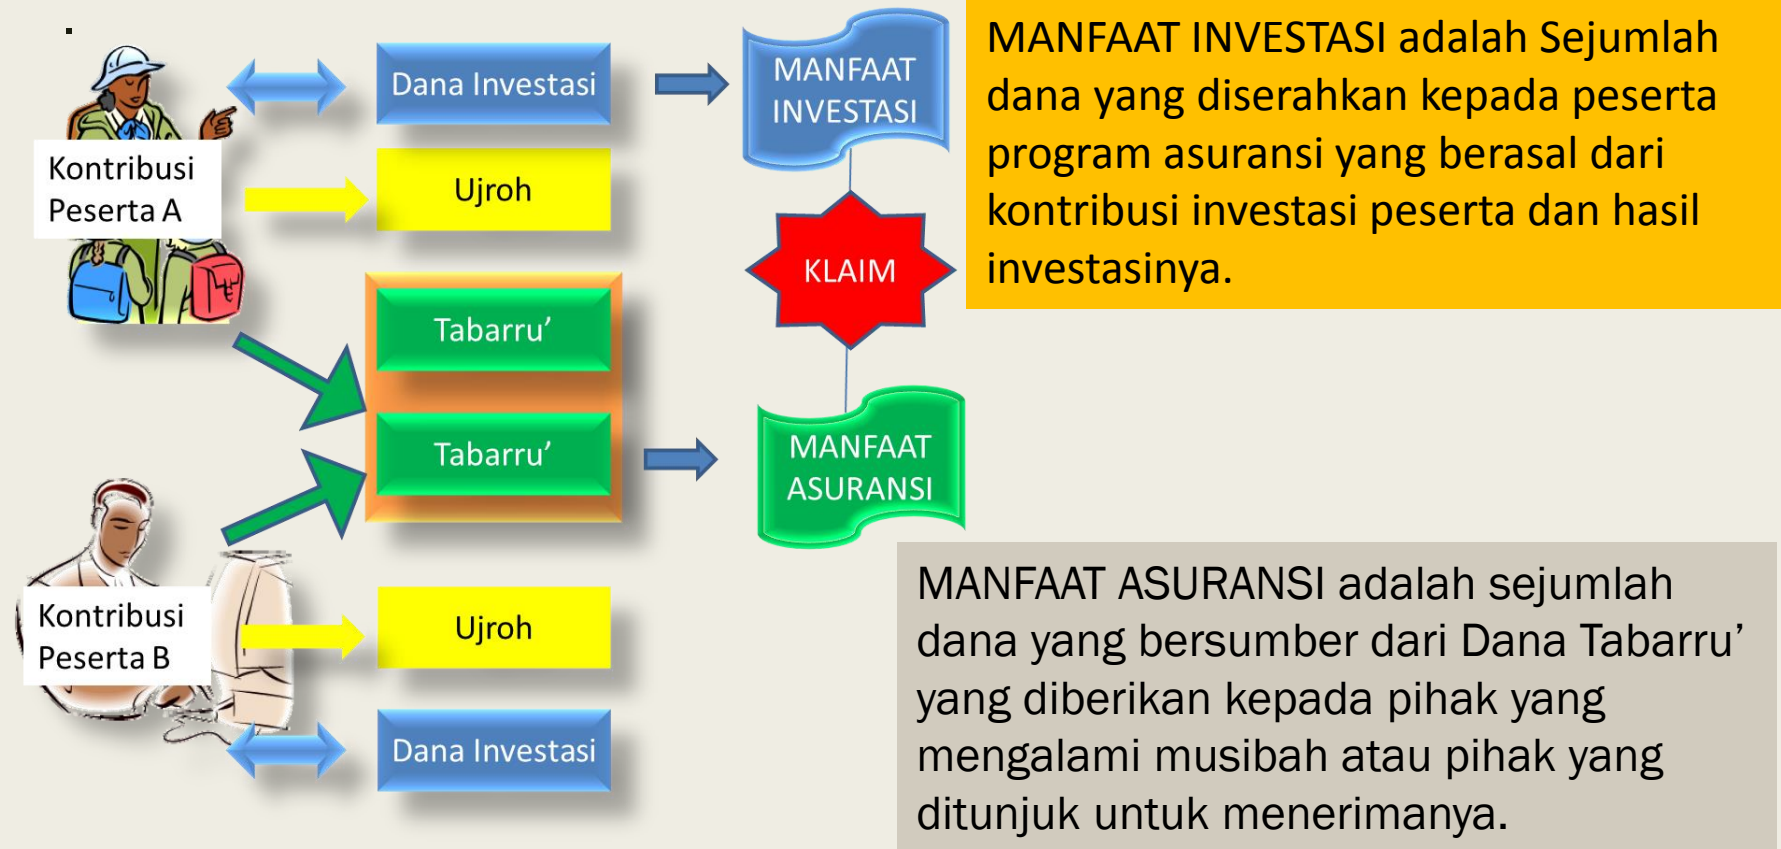 Kontribusi
Peserta A
Dana Investasi
Ujroh
Tabarru’
Tabarru’
Kontribusi
Peserta B
Ujroh
Dana Investasi
MANFAAT
INVESTASI
KLAIM
MANFAAT
ASURANSI
MANFAAT INVESTASI adalah Sejumlah
dana yang diserahkan kepada peserta
program asuransi yang berasal dari
kontribusi investasi peserta dan hasil
investasinya.
MANFAAT ASURANSI adalah sejumlah
dana yang bersumber dari Dana Tabarru’
yang diberikan kepada pihak yang
mengalami musibah atau pihak yang
ditunjuk untuk menerimanya.